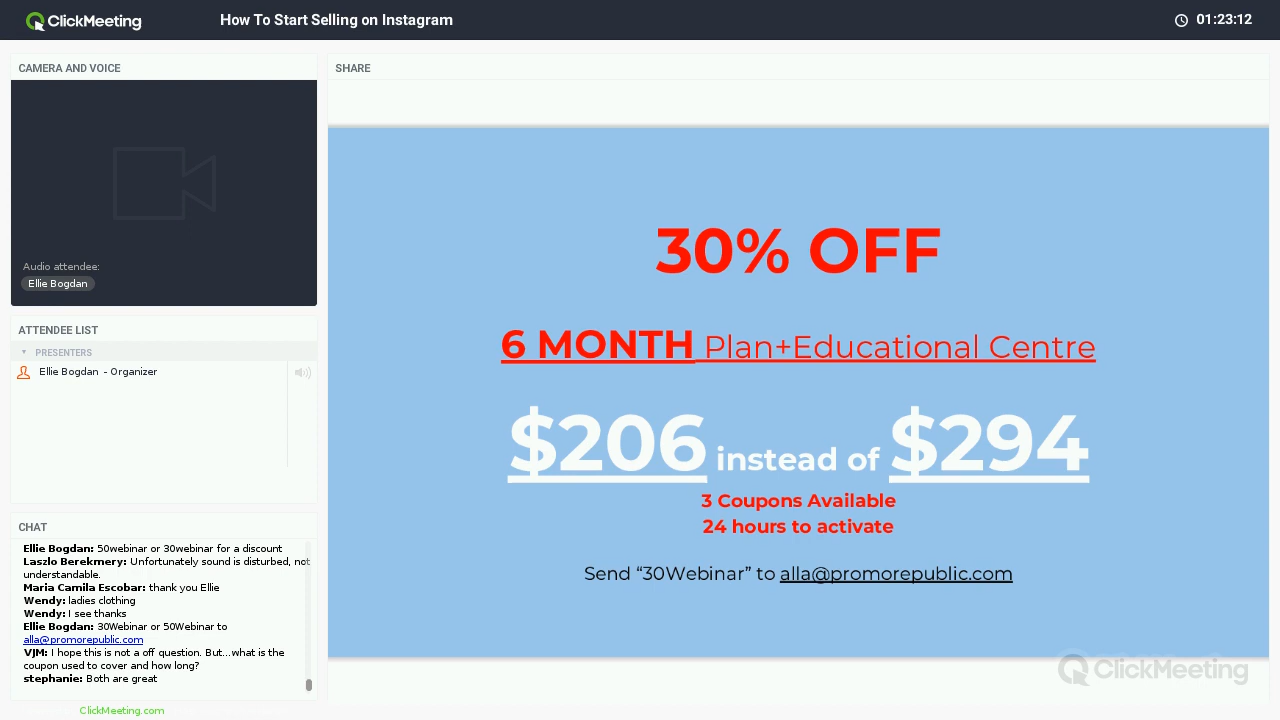 ClickMeeting
How To Start Selling on Instagram
01:23:12
CAMERA AND VOICE
Audio attendee:
Ellie Bogdan
ATTENDEE LIST
PRESENTERS
Ellie Bogdan - Organizer
CHAT
Ellie Bogdan: 50webinar or 30webinar for a discount
Laszlo Berekmery: Unfortunately sound is disturbed, not
understandable.
Maria Camila Escobar: thank you Ellie
Wendy: ladies clothing
Wendy: I see thanks
Ellie Bogdan: 30Webinar or 50Webinar to
alla@promorepublic.com
VJM: I hope this is not a off question. But...what is the
coupon used to cover and how long?
stephanie: Both are great
ClickMeeting.com
SHARE
30% OFF
6 MONTH Plan+Educational Centre
$206 instead of $294
3 Coupons Available
24 hours to activate
Send “30Webinar” to alla@promorepublic.com
ClickMeeting